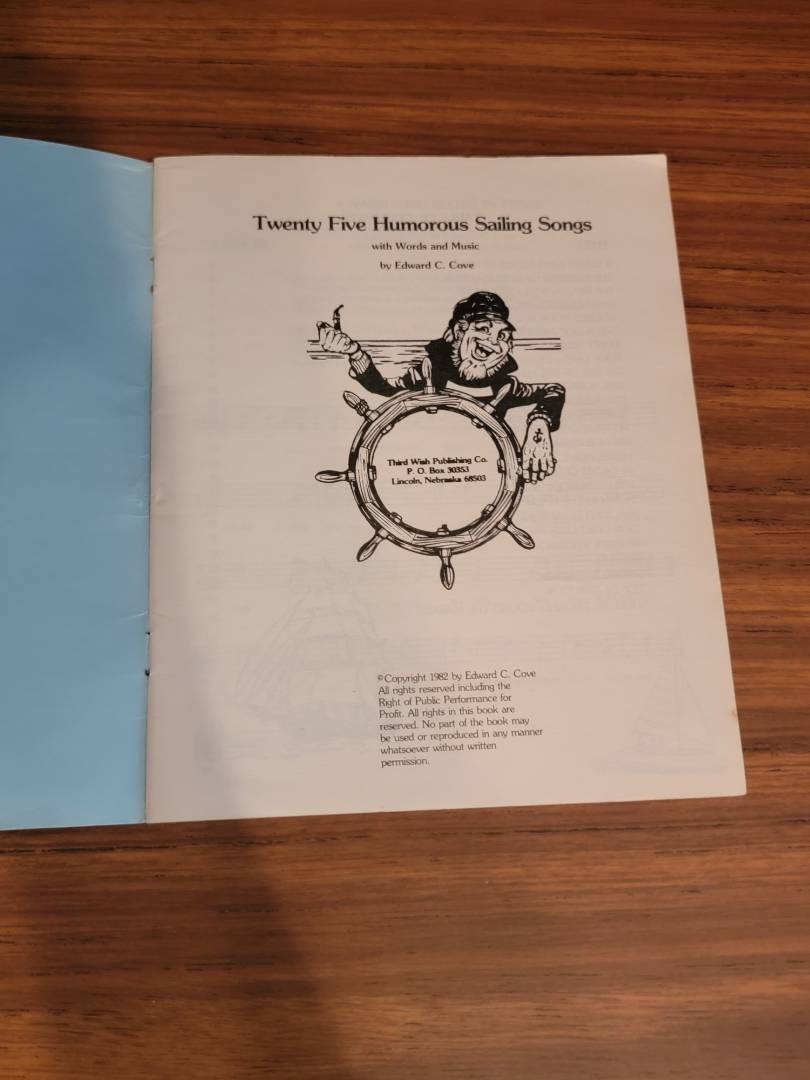 Twenty Five Humorous Sailing Songs
with Words and Music
by Edward C. Cove
Third Wish Publishing Co.
P. O. Box 30353
Lincoln, Nebraska 68503
©Copyright 1982 by Edward C. Cove
All rights reserved including the
Right of Public Performance for
Profit. All rights in this book are
reserved. No part of the book may
be used or reproduced in any manner
whatsoever without written
permission.